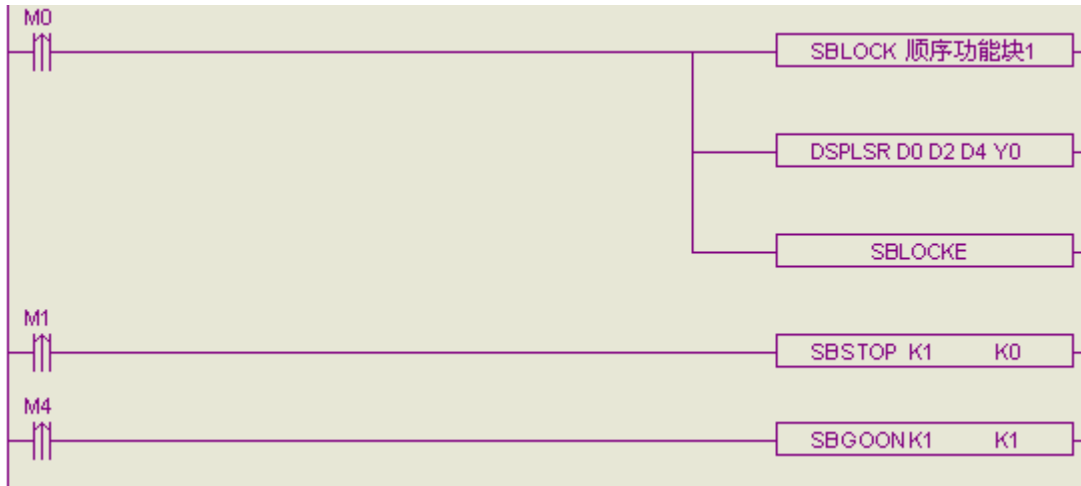 M0
SBLOCK 顺序功能块1
DSPLSR D0 D2 D4 Y0
SBLOCKE
M1
SBSTOP K1 K0
M4
SBGOON K1 K1